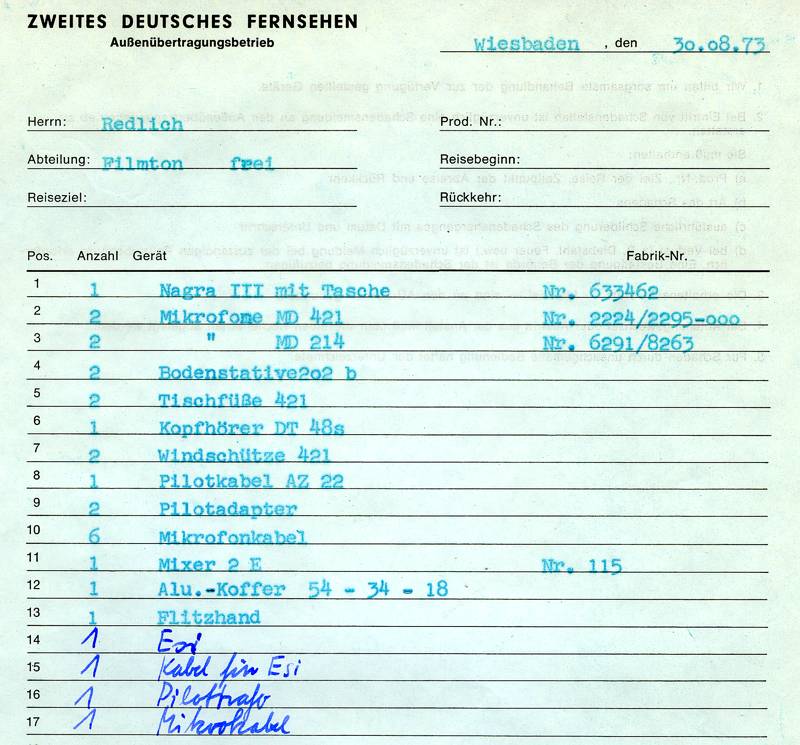 ZWEITES DEUTSCHES FERNSEHEN
Außenübertragungsbetrieb
Wiesbaden , den 30.08.73
Herrn: Redlich Prod. Nr.:
Abteilung: Filmton frei Reisebeginn:
Reiseziel: Rückkehr:
Pos. Anzahl Gerät Fabrik-Nr.
1 1 Nagra III mit Tasche Nr. 633462
2 2 Mikrofome MD 421 Nr. 2224/2295-000
3 2 " MD 214 Nr. 6291/8263
4 2 Bodenstative202 b
5 2 Tischfüße 421
6 1 Kopfhörer DT 48s
7 2 Windschütze 421
8 1 Pilotkabel AZ 22
9 2 Pilotadapter
10 6 Mikrofonkabel
11 1 Mixer 2 E Nr. 115
12 1 Alu.-Koffer 54 - 34 - 18
13 1 Flitzhand
14 1 Esi
15 1 Kabel für Esi
16 1 Pilottrafo
17 1 Mikrokabel